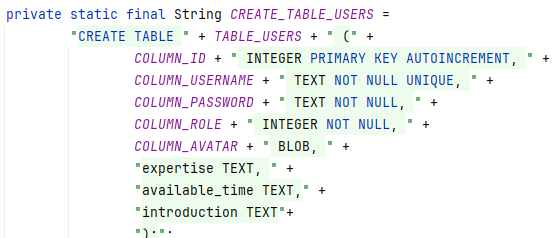 private static final String CREATE_TABLE_USERS =
"CREATE TABLE " + TABLE_USERS + " (" +
COLUMN_ID + " INTEGER PRIMARY KEY AUTOINCREMENT, " +
COLUMN_USERNAME + " TEXT NOT NULL UNIQUE, " +
COLUMN_PASSWORD + " TEXT NOT NULL, " +
COLUMN_ROLE + " INTEGER NOT NULL, " +
COLUMN_AVATAR + " BLOB, " +
"expertise TEXT, " +
"available_time TEXT," +
"introduction TEXT"+
");";